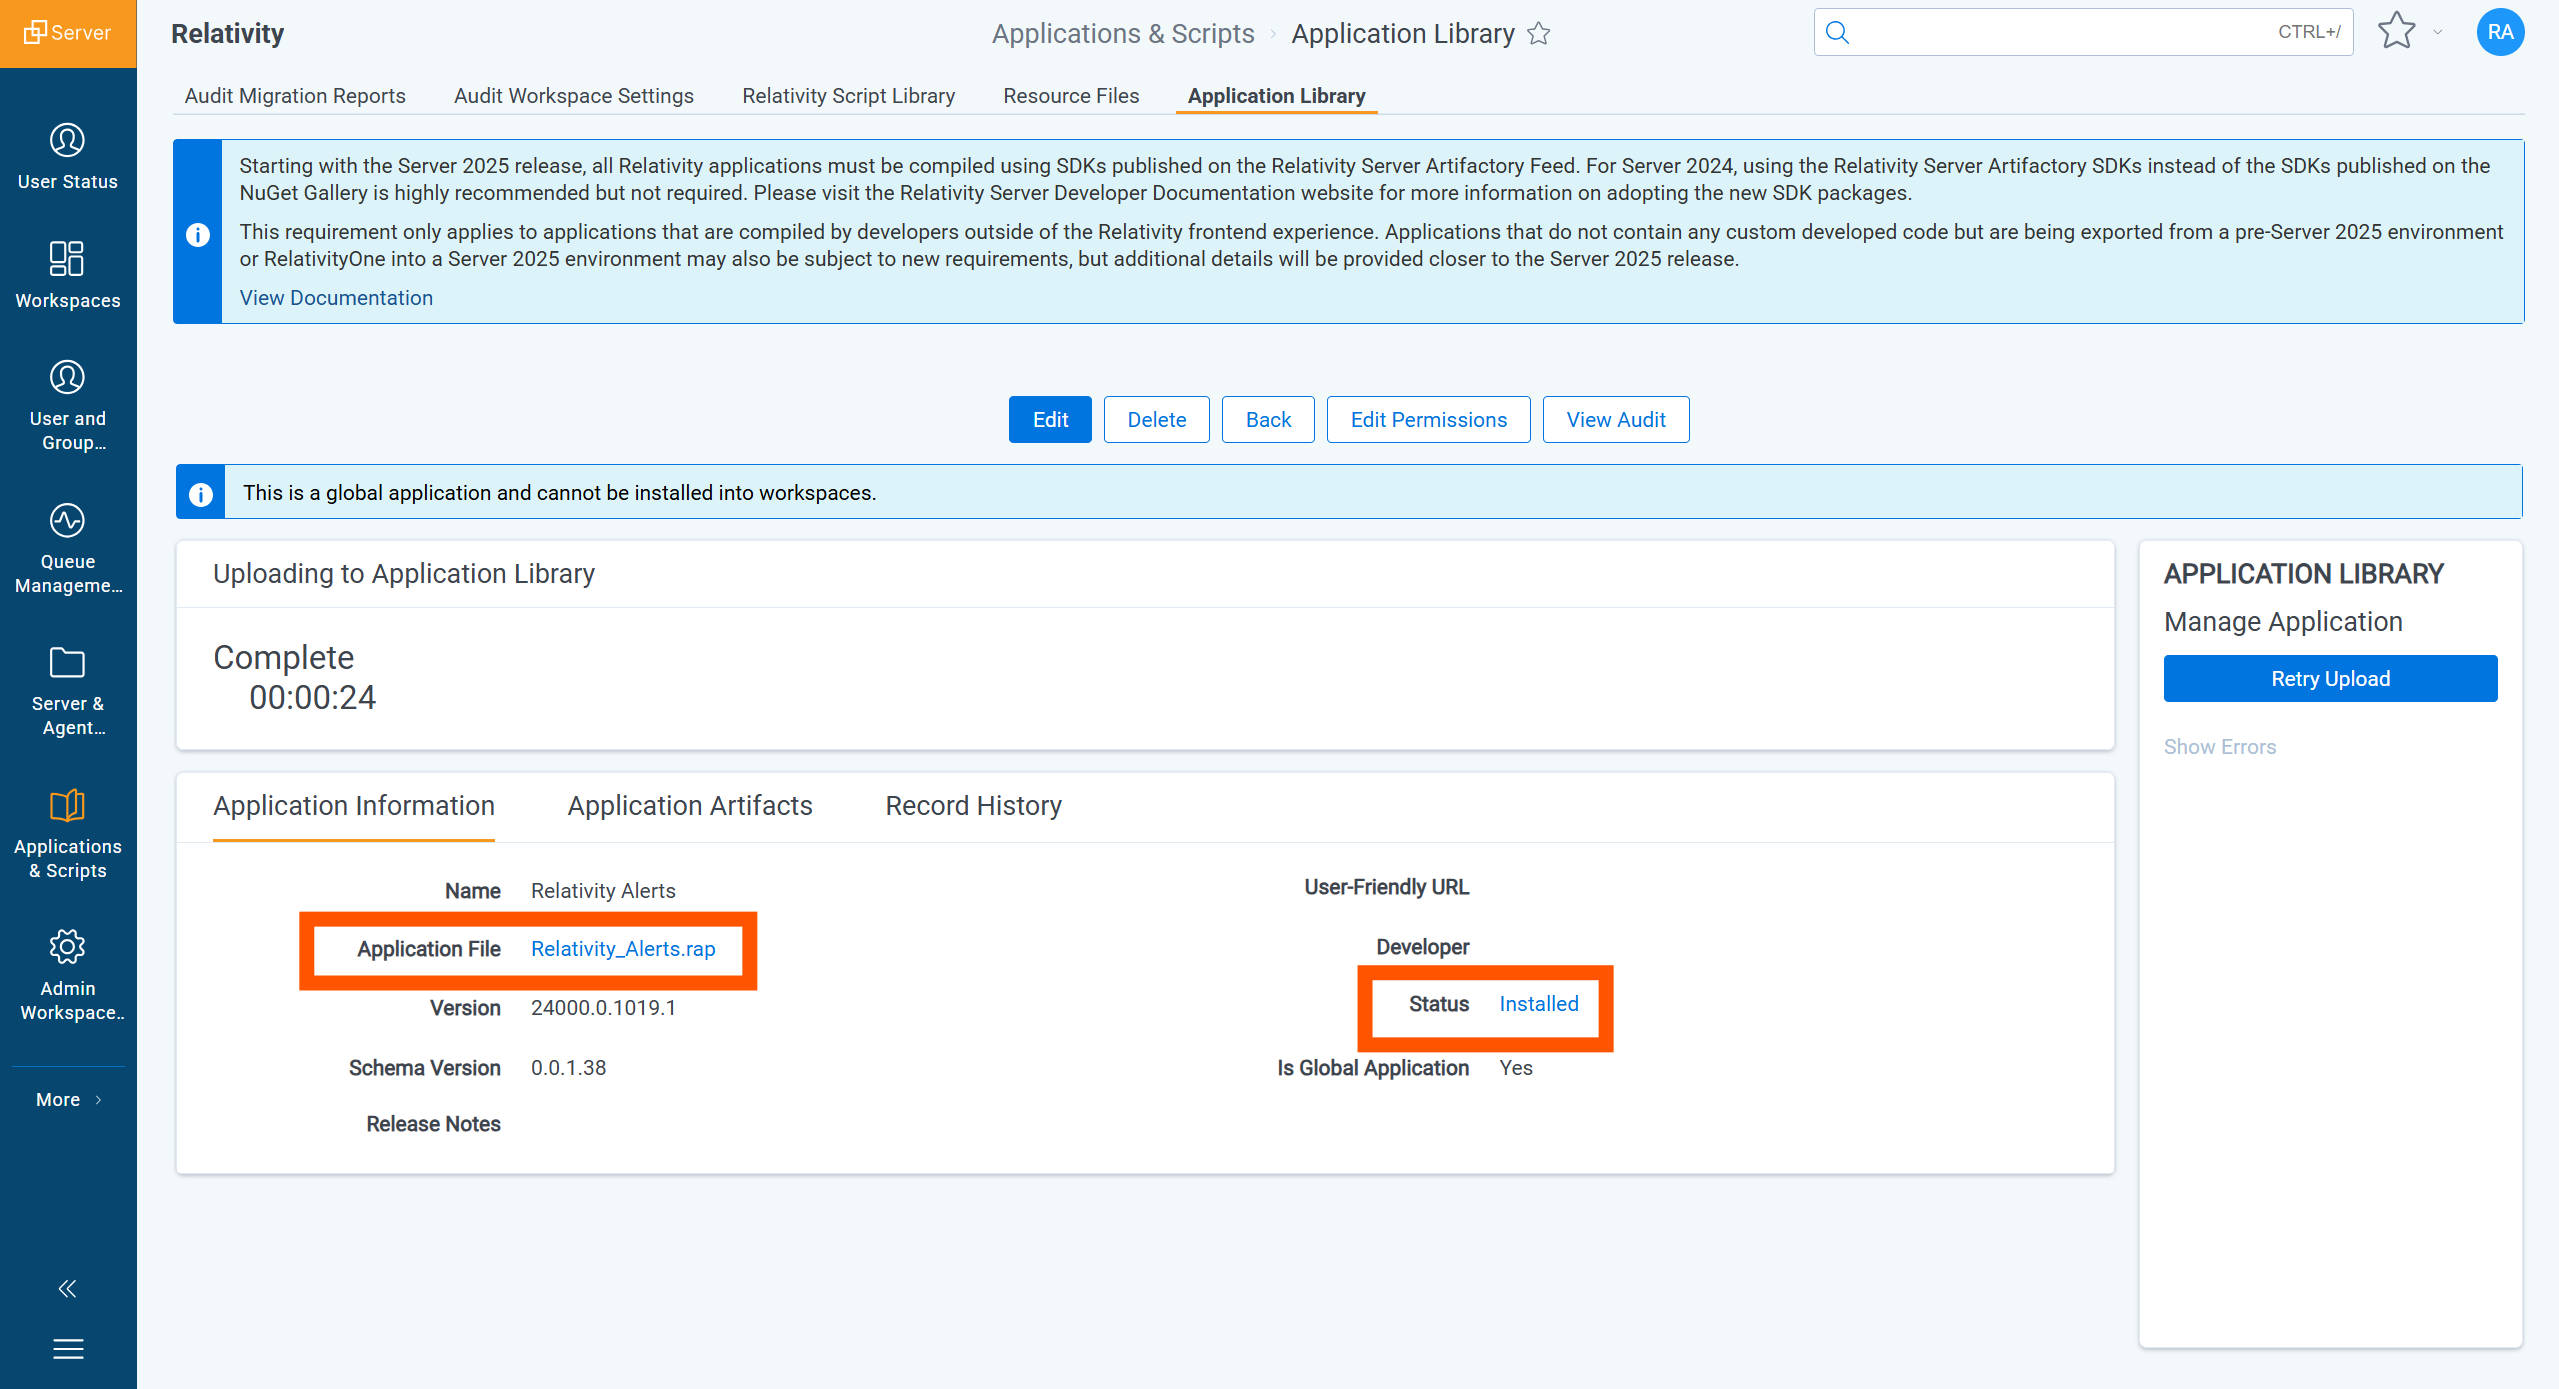 Server
Relativity
Applications & Scripts
Application Library
CTRL+/
RA
Audit Migration Reports
Audit Workspace Settings
Relativity Script Library
Resource Files
Application Library
User Status
Workspaces
User and
Group...
Queue
Manageme...
Server &
Agent...
Applications
& Scripts
Admin
Workspace..
More
Starting with the Server 2025 release, all Relativity applications must be compiled using SDKs published on the Relativity Server Artifactory Feed. For Server 2024, using the Relativity Server Artifactory SDKs instead of the SDKs published on the
NuGet Gallery is highly recommended but not required. Please visit the Relativity Server Developer Documentation website for more information on adopting the new SDK packages.
This requirement only applies to applications that are compiled by developers outside of the Relativity frontend experience. Applications that do not contain any custom developed code but are being exported from a pre-Server 2025 environment
or RelativityOne into a Server 2025 environment may also be subject to new requirements, but additional details will be provided closer to the Server 2025 release.
View Documentation
Edit
Delete
Back
Edit Permissions
View Audit
This is a global application and cannot be installed into workspaces.
Uploading to Application Library
Complete
00:00:24
Application Information
Application Artifacts
Record History
Name Relativity Alerts
Application File Relativity_Alerts.rap
Version 24000.0.1019.1
Schema Version 0.0.1.38
Release Notes
User-Friendly URL
Developer
Status Installed
Is Global Application Yes
APPLICATION LIBRARY
Manage Application
Retry Upload
Show Errors